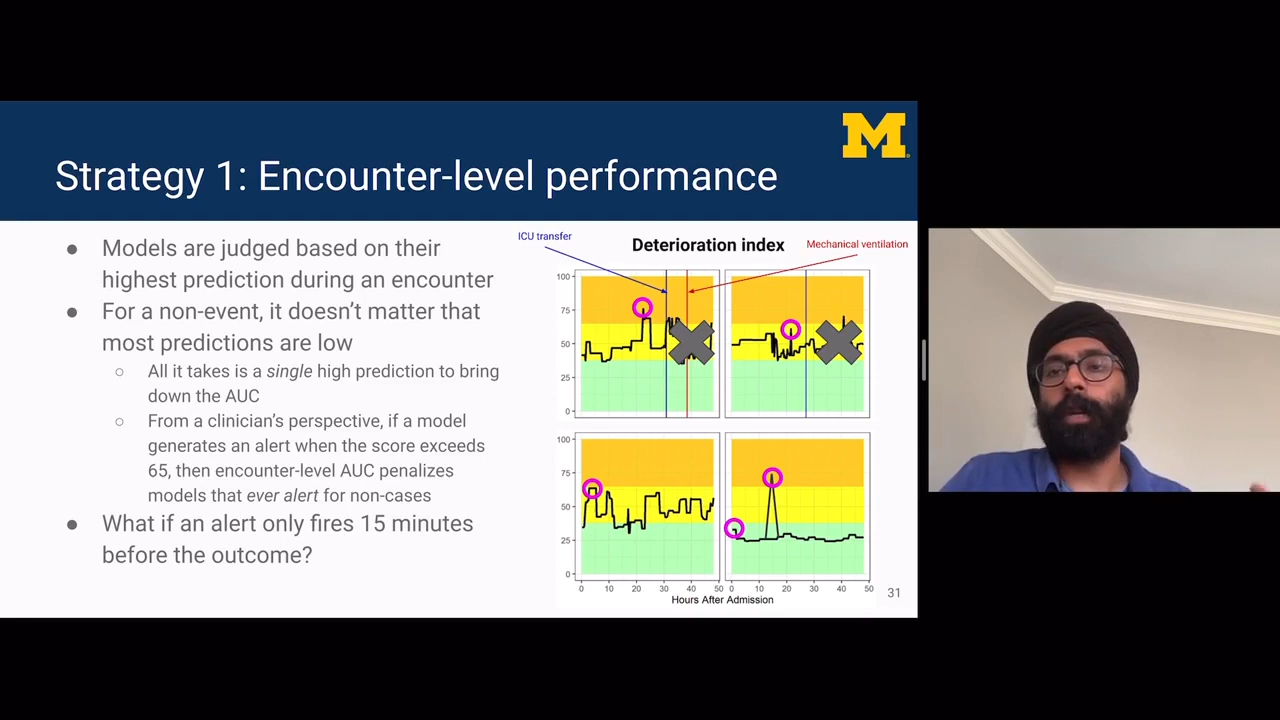 M
Strategy 1: Encounter-level performance
● Models are judged based on their
highest prediction during an encounter
● For a non-event, it doesn’t matter that
most predictions are low
○ All it takes is a single high prediction to bring
down the AUC
○ From a clinician’s perspective, if a model
generates an alert when the score exceeds
65, then encounter-level AUC penalizes
models that ever alert for non-cases
● What if an alert only fires 15 minutes
before the outcome?
ICU transfer
Deterioration index
Mechanical ventilation
100
75
50
25
0
100
75
50
25
0
0 10 20 30 40 50
0 10 20 30 40 50
Hours After Admission
31